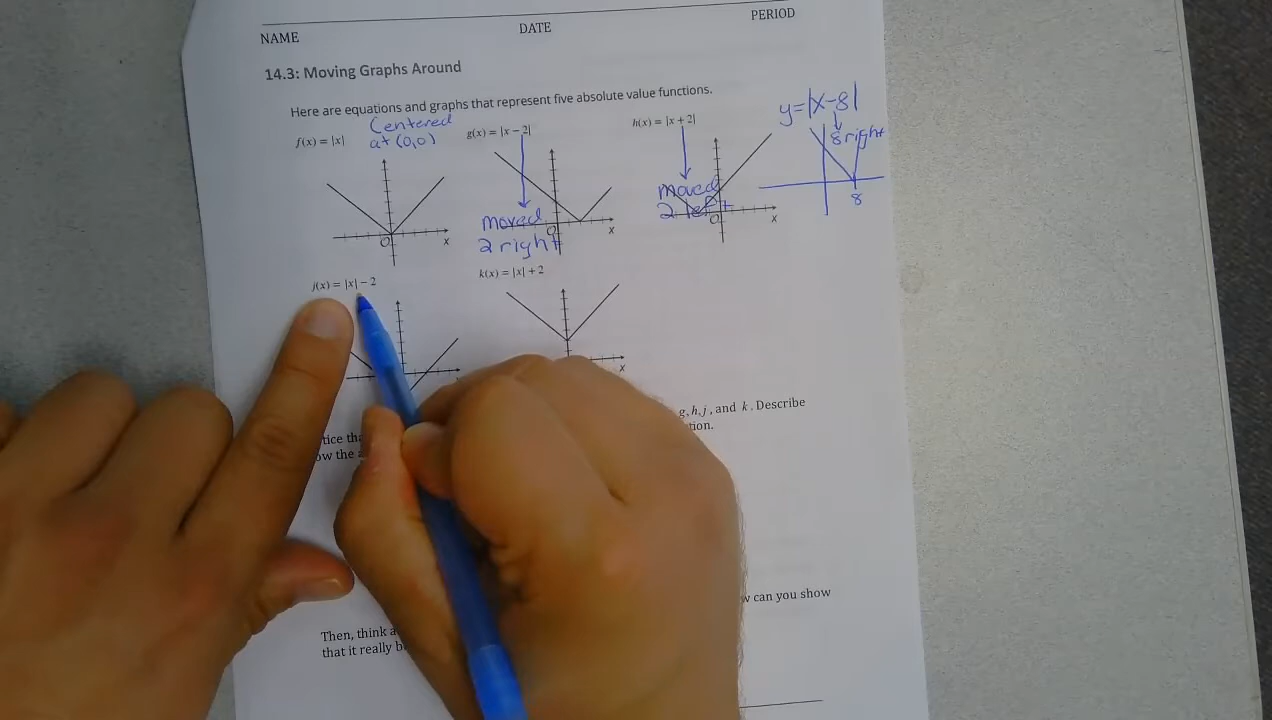 NAME DATE PERIOD
14.3: Moving Graphs Around
Here are equations and graphs that represent five absolute value functions.
f(x) = |x|
Centered
at (0,0)
g(x) = |x − 2|
moved
2 right
h(x) = |x + 2|
moved
2 left
y=|x-8|
8 right
8
O x
O x
O x
j(x) = |x| − 2
k(x) = |x| + 2
x
g, h, j, and k. Describe
Then, think
that it really
w can you show